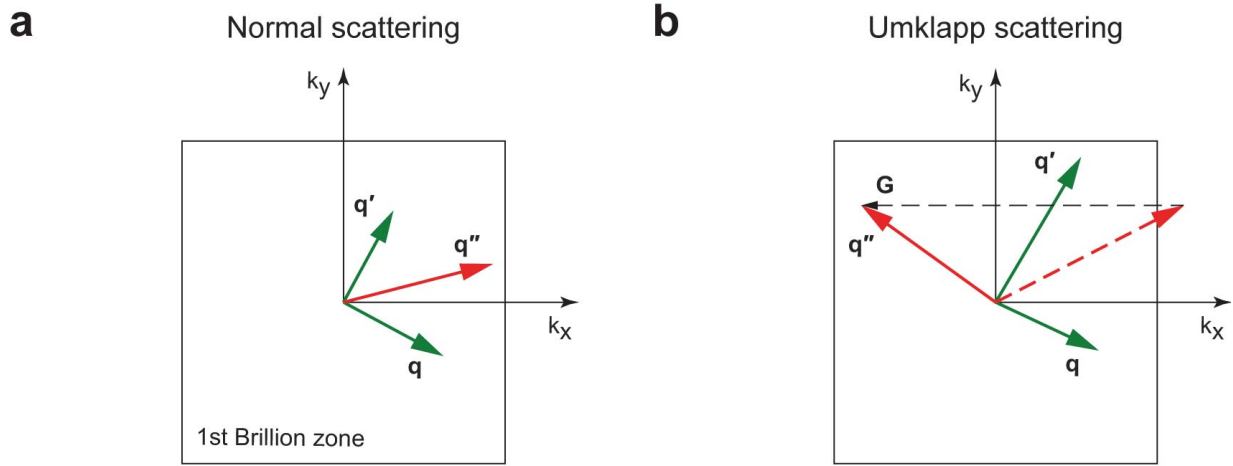 a
Normal scattering
ky
q′
q″
kx
q
1st Brillion zone
b
Umklapp scattering
ky
q′
G
q″
kx
q